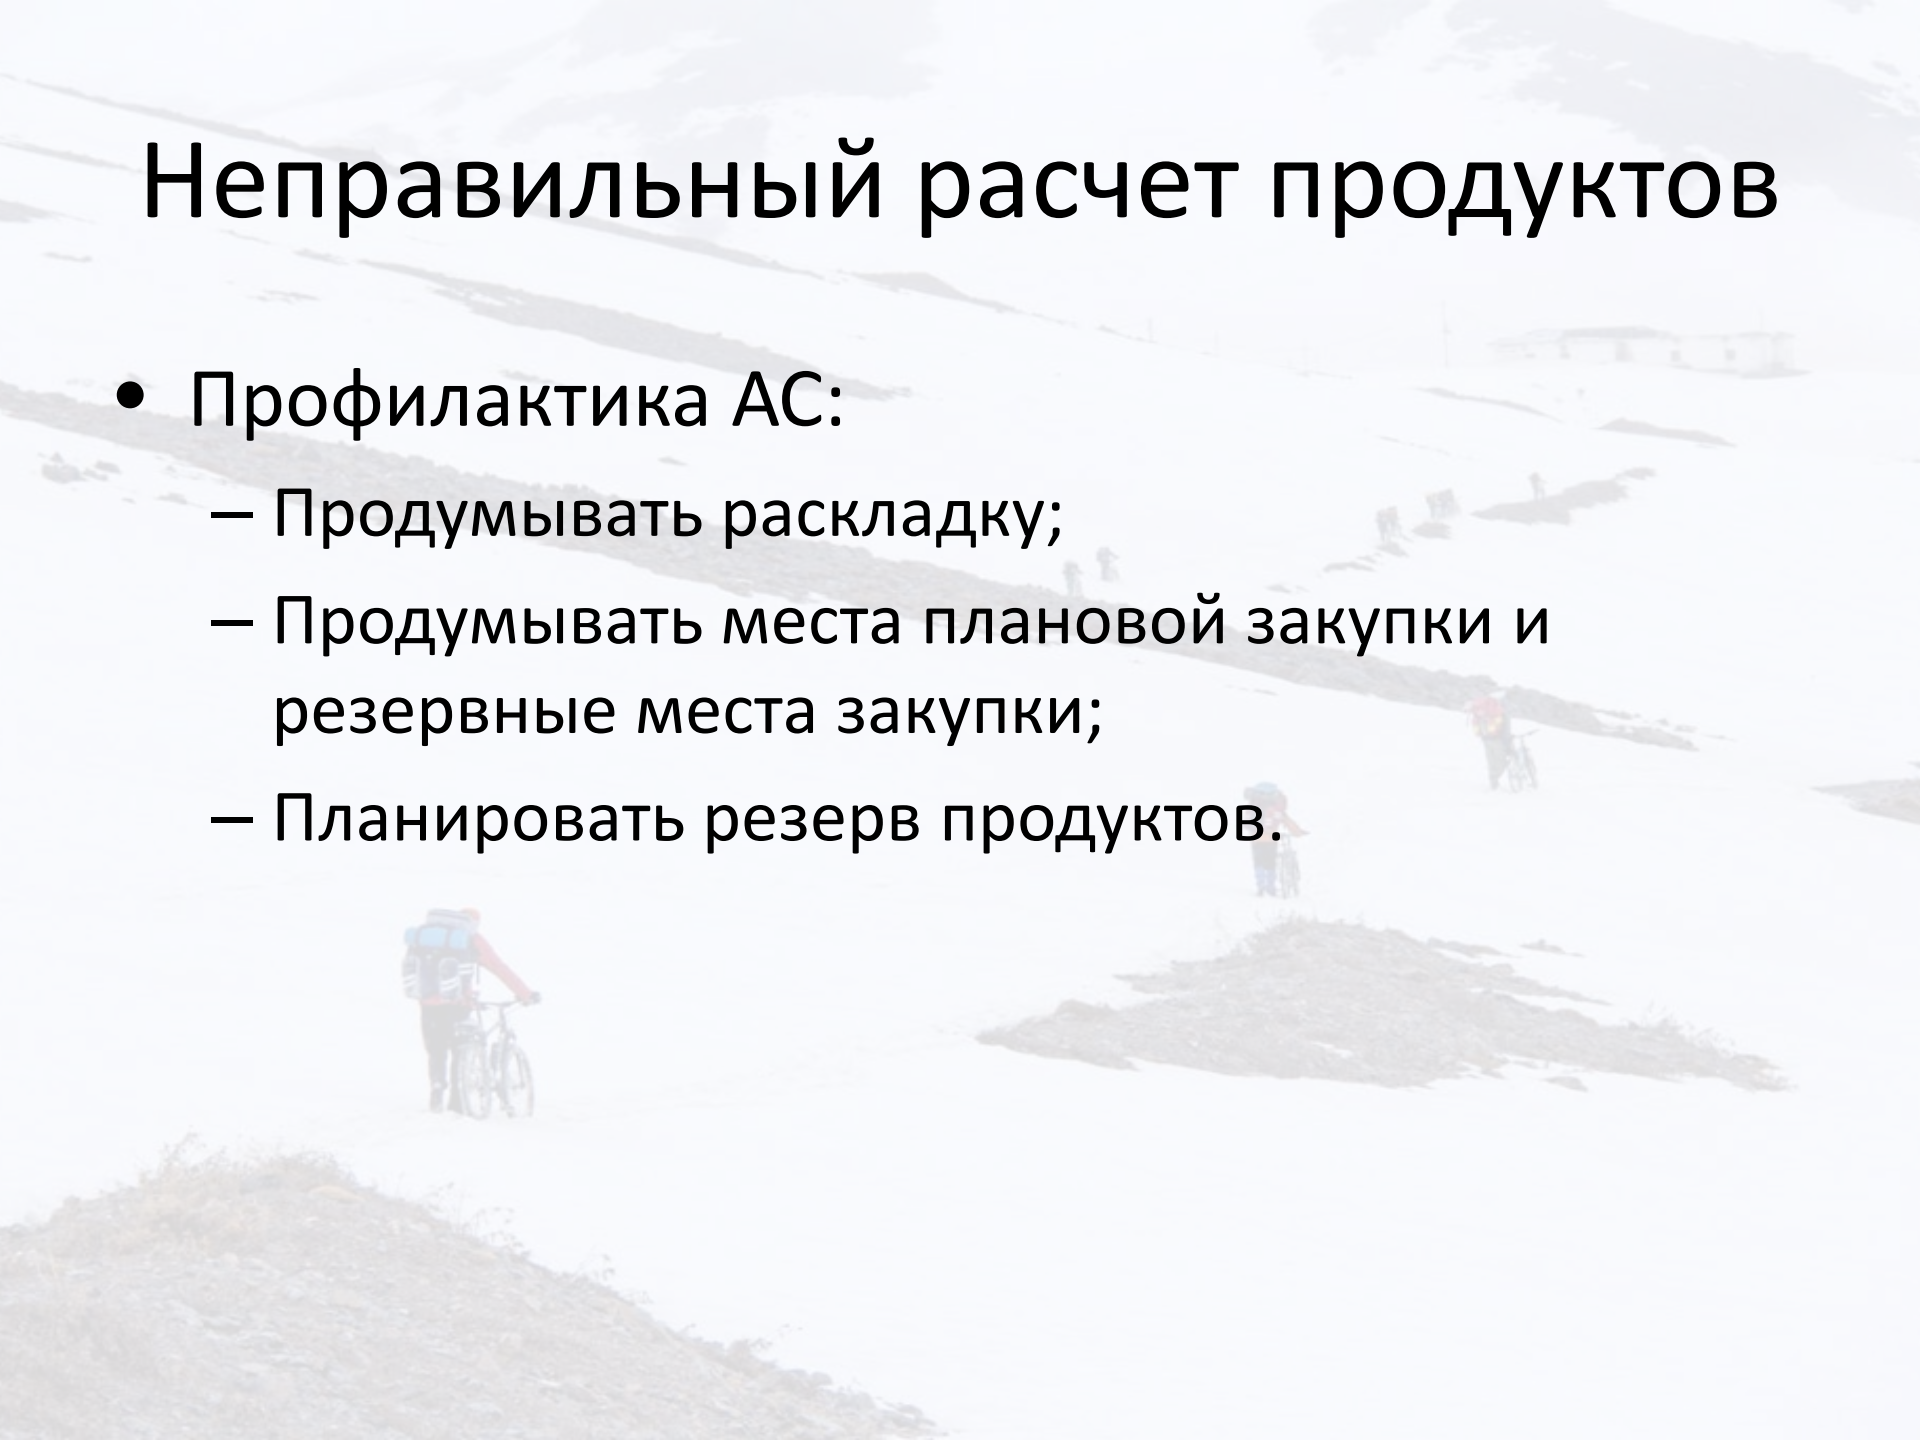 Неправильный расчет продуктов
• Профилактика АС:
– Продумывать раскладку;
– Продумывать места плановой закупки и
резервные места закупки;
– Планировать резерв продуктов.